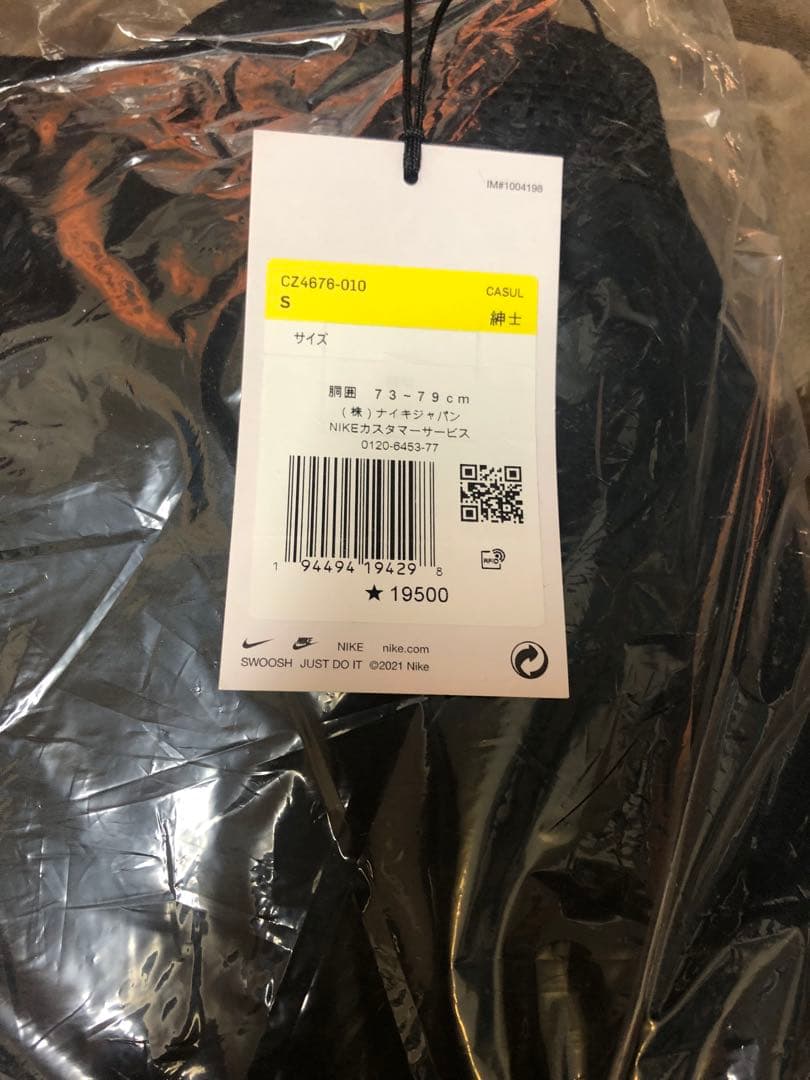 IM#1004198
CZ4676-010
CASUL
S
紳士
サイズ
胴囲 73~79cm
(株)ナイキジャパン
NIKEカスタマーサービス
0120-6453-77
RFID
1 94494 19429 8
★19500
NIKE nike.com
SWOOSH JUST DO IT ©2021 Nike